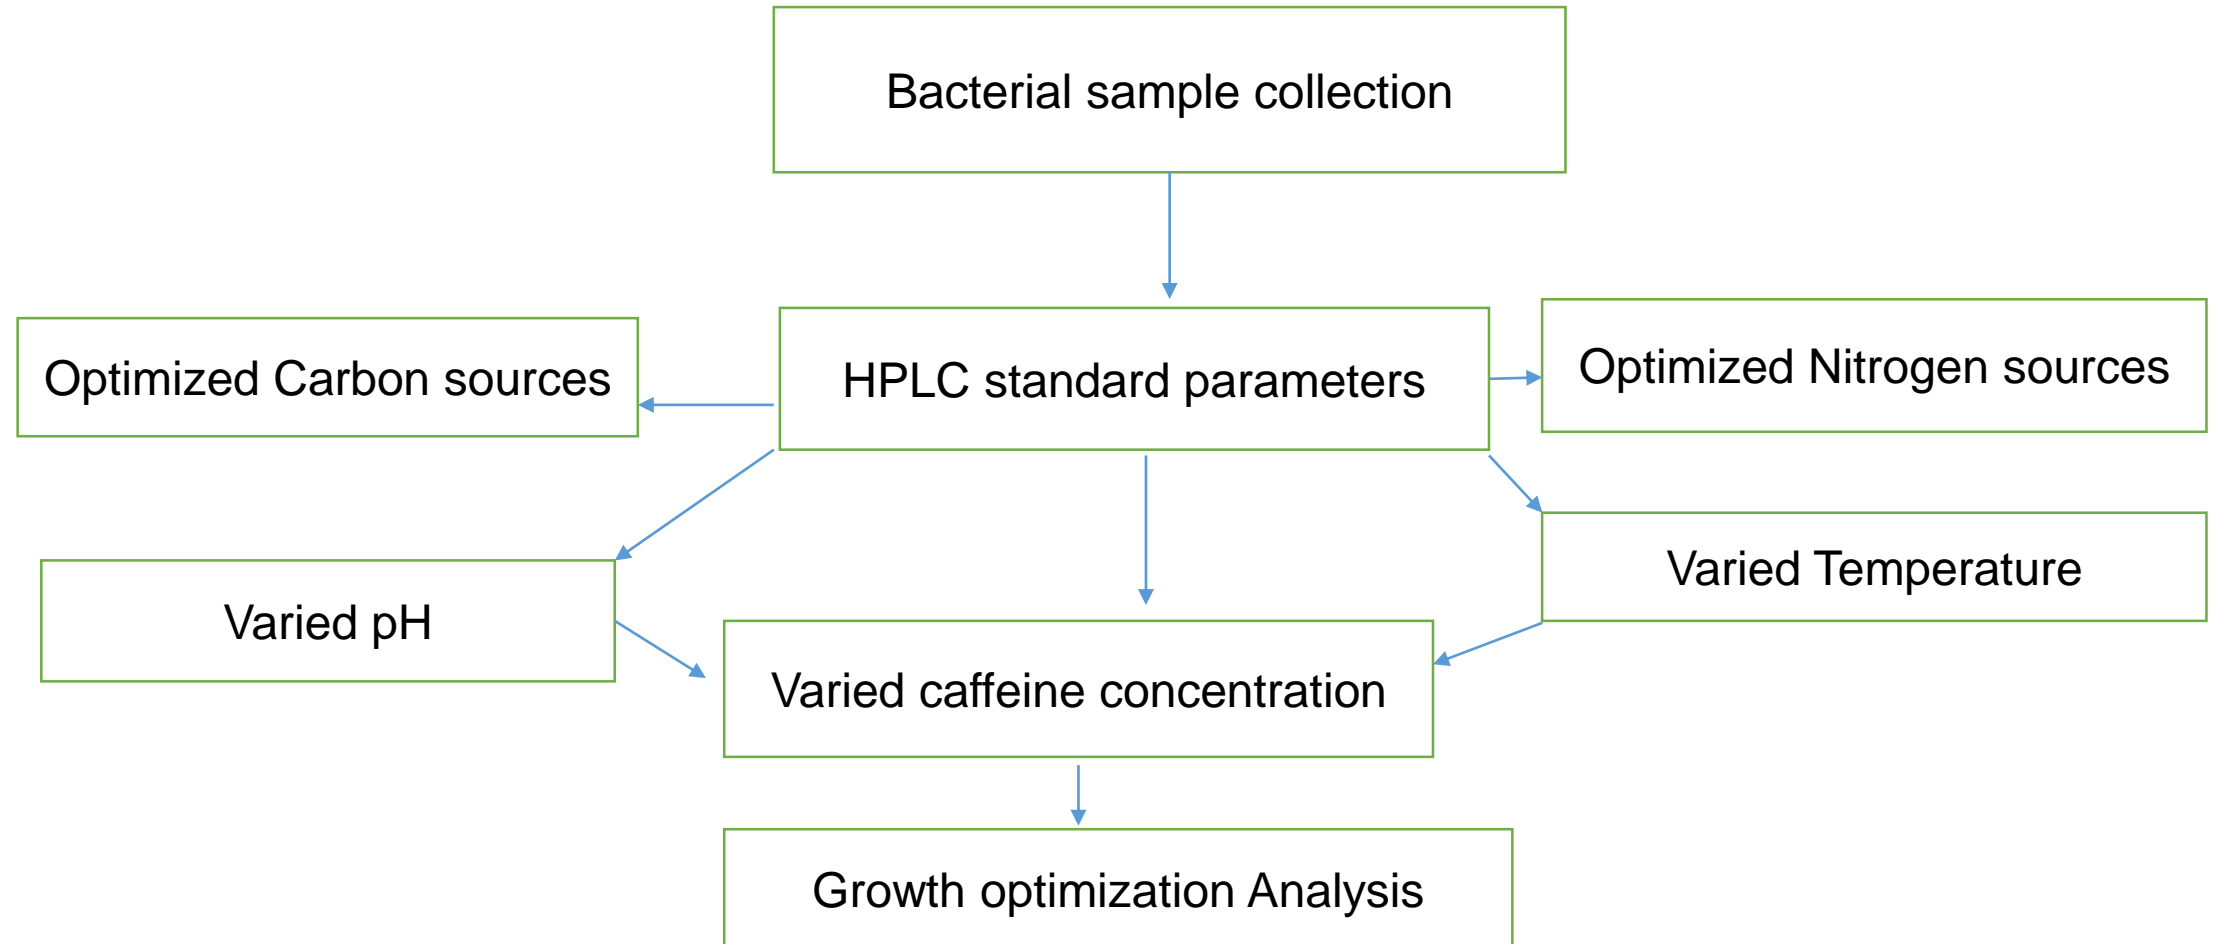 Bacterial sample collection
Optimized Carbon sources
HPLC standard parameters
Optimized Nitrogen sources
Varied pH
Varied Temperature
Varied caffeine concentration
Growth optimization Analysis